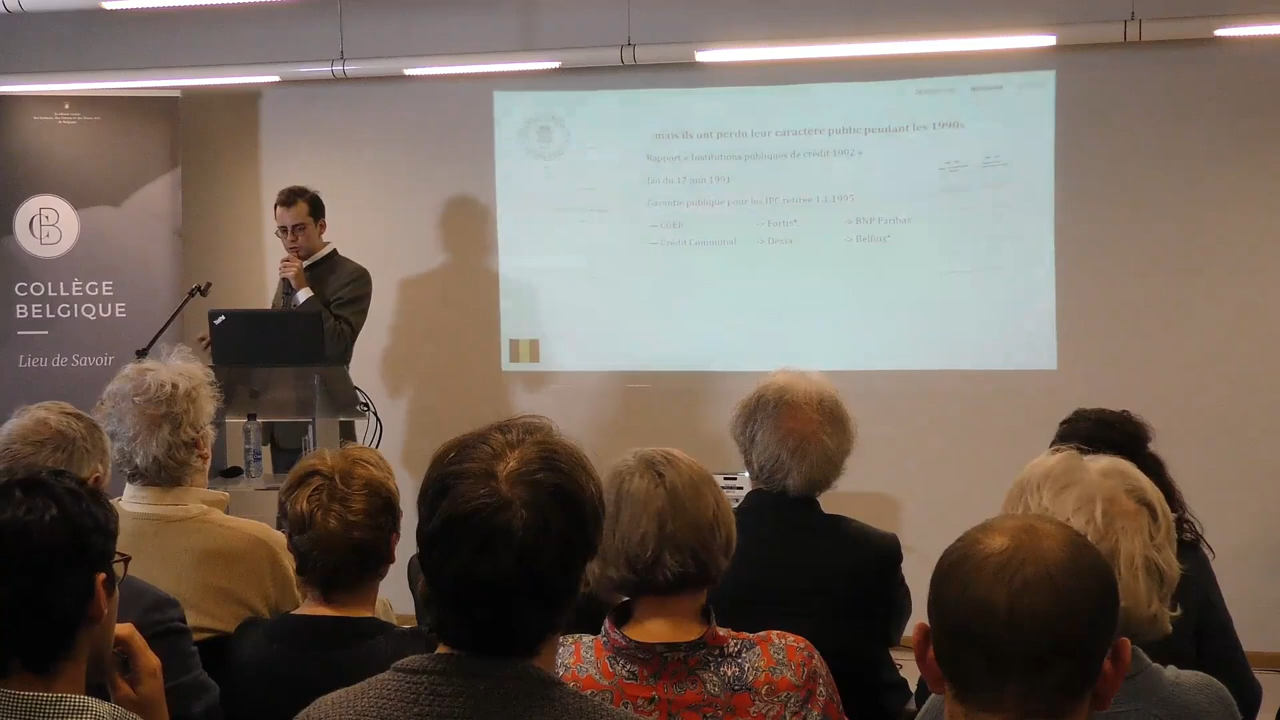 COLLÈGE
BELGIQUE
Lieu de Savoir
mais ils ont perdu leur caractère public pendant les 1990s
Rapport « Institutions publiques de crédit 1992 »
Loi du 17 juin 1991
Garantie publique pour les IPC retirée 1.1.1995
— CGER -> Fortis* -> BNP Paribas
— Crédit Communal -> Dexia -> Belfius*